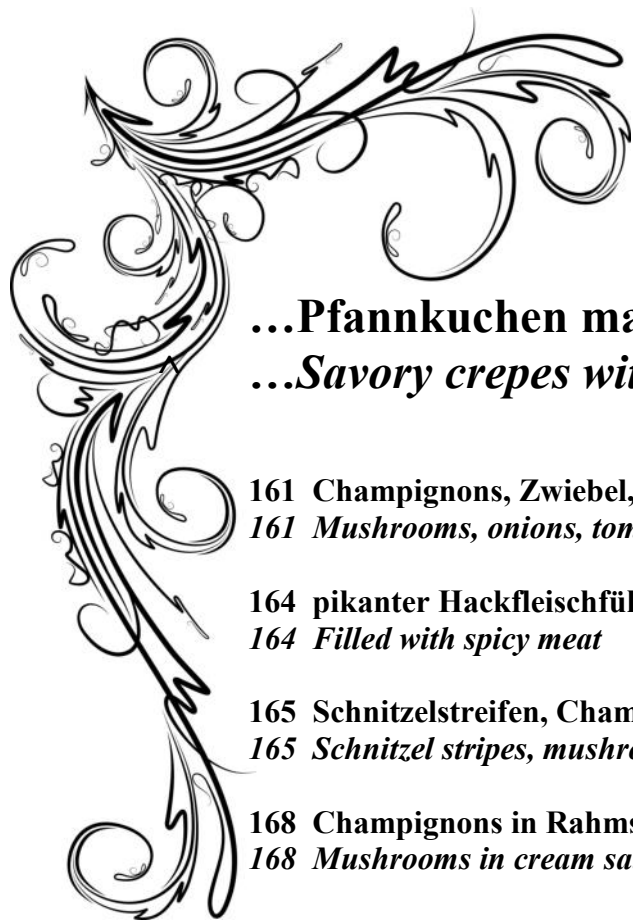 …Pfannkuchen ma
…Savory crepes wit
161 Champignons, Zwiebel,
161 Mushrooms, onions, tom
164 pikanter Hackfleischfül
164 Filled with spicy meat
165 Schnitzelstreifen, Cham
165 Schnitzel stripes, mushro
168 Champignons in Rahms
168 Mushrooms in cream sa